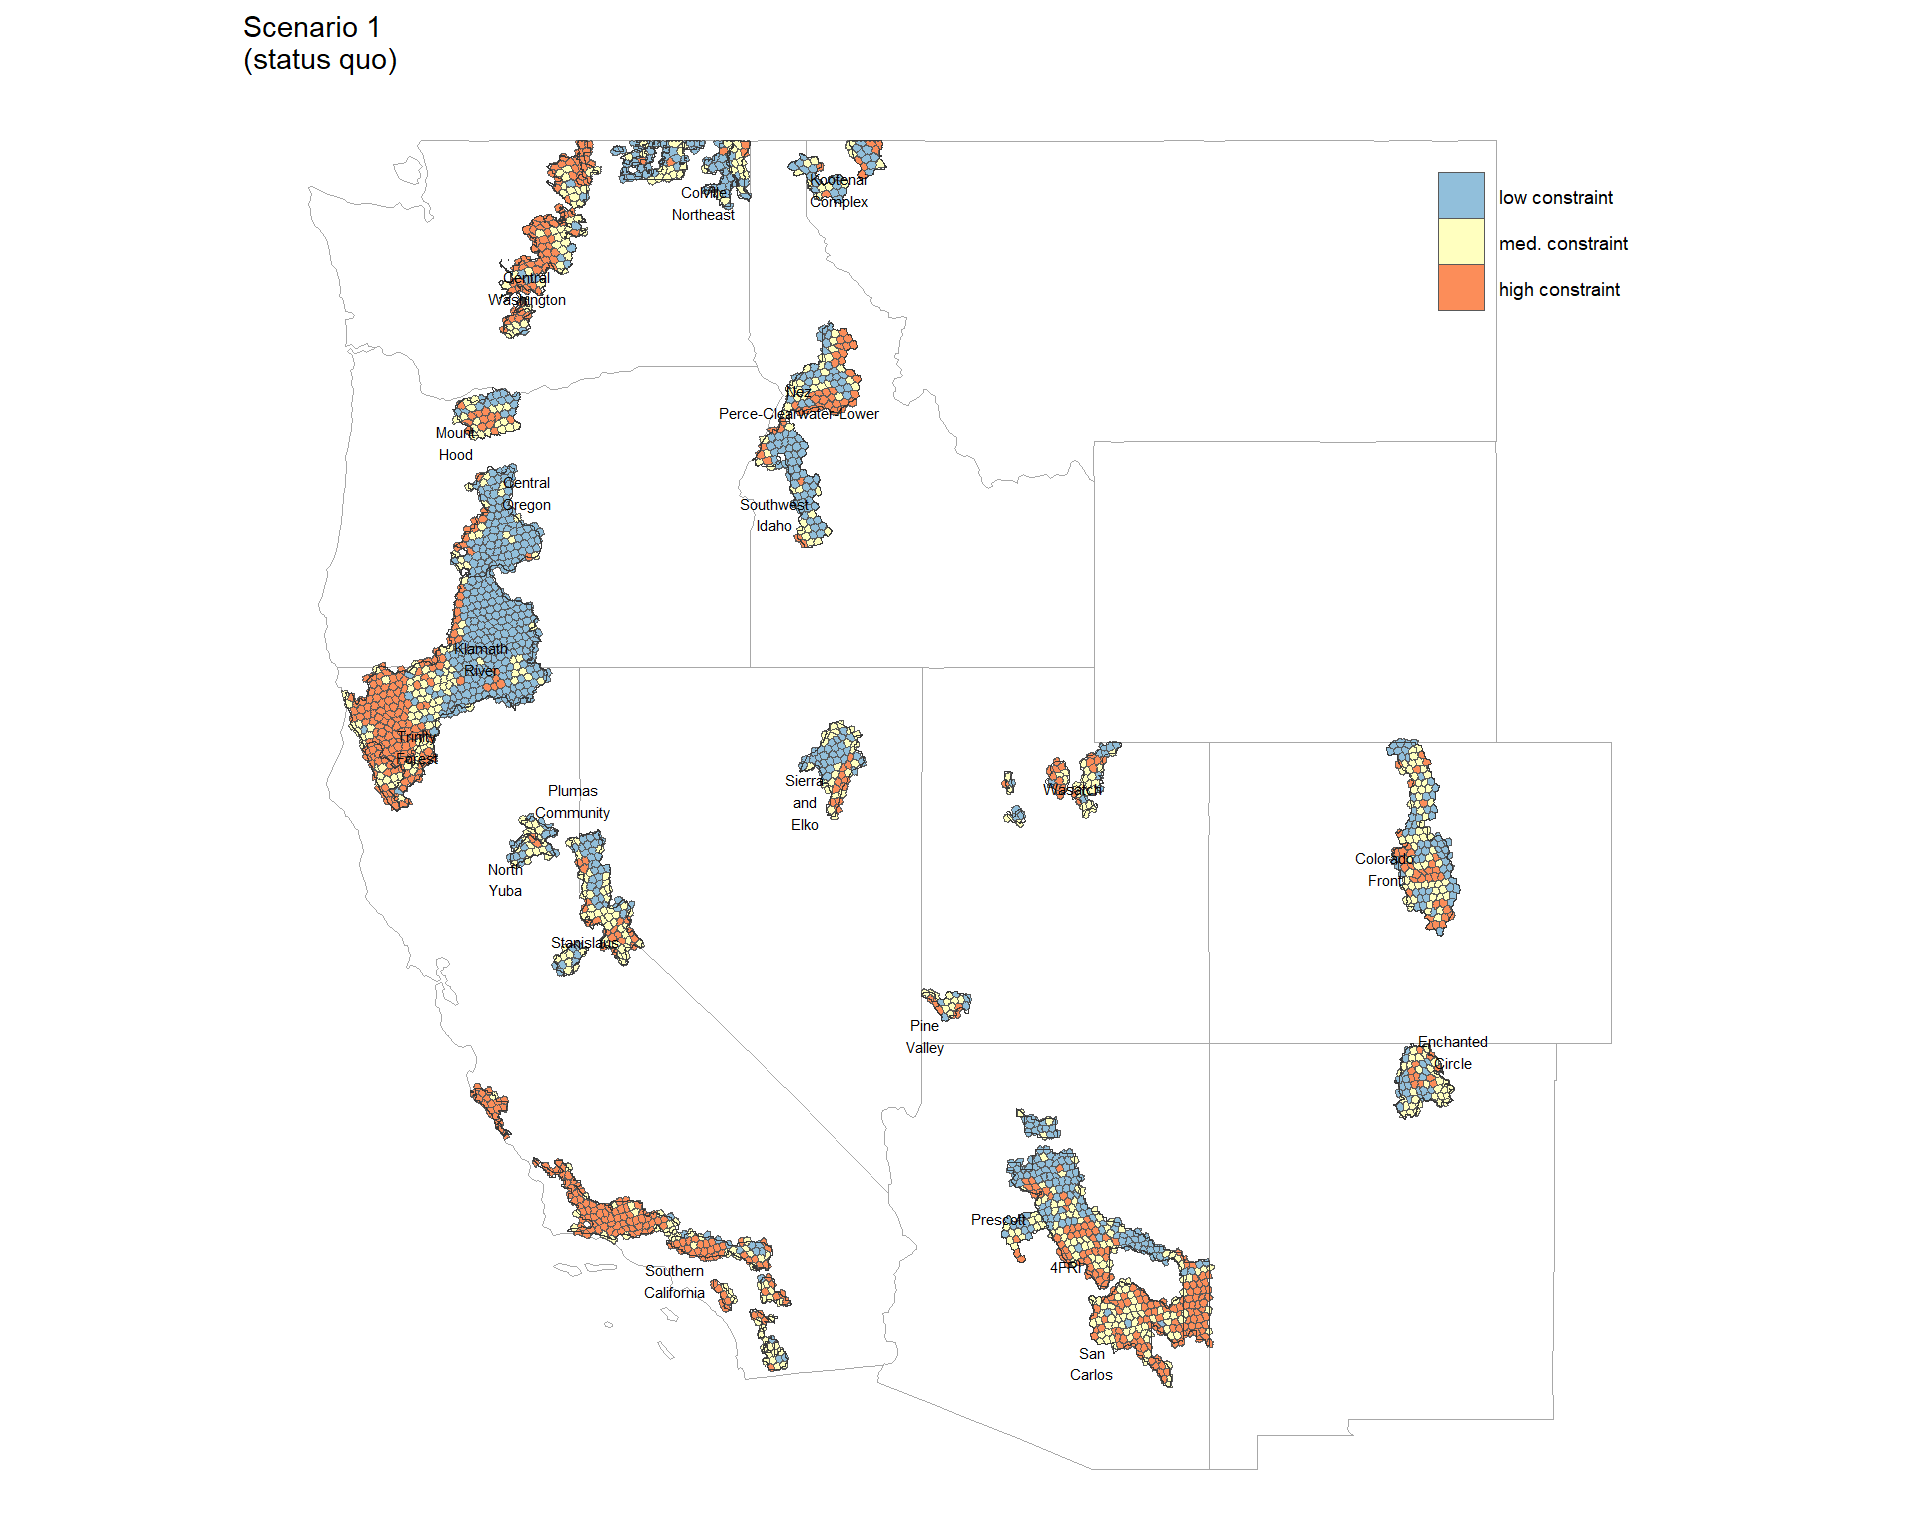 Scenario 1
(status quo)
low constraint
med. constraint
high constraint
Colville
Northeast
Kootenai
Complex
Central
Washington
Nez
Perce-Clearwater-Lower
Mount
Hood
Central
Oregon
Southwest
Idaho
Klamath
River
Trinity
Forest
Plumas
Community
Sierra
and
Elko
Wasatch
North
Yuba
Colorado
Front
Stanislaus
Pine
Valley
Enchanted
Circle
Prescott
4FRI
Southern
California
San
Carlos